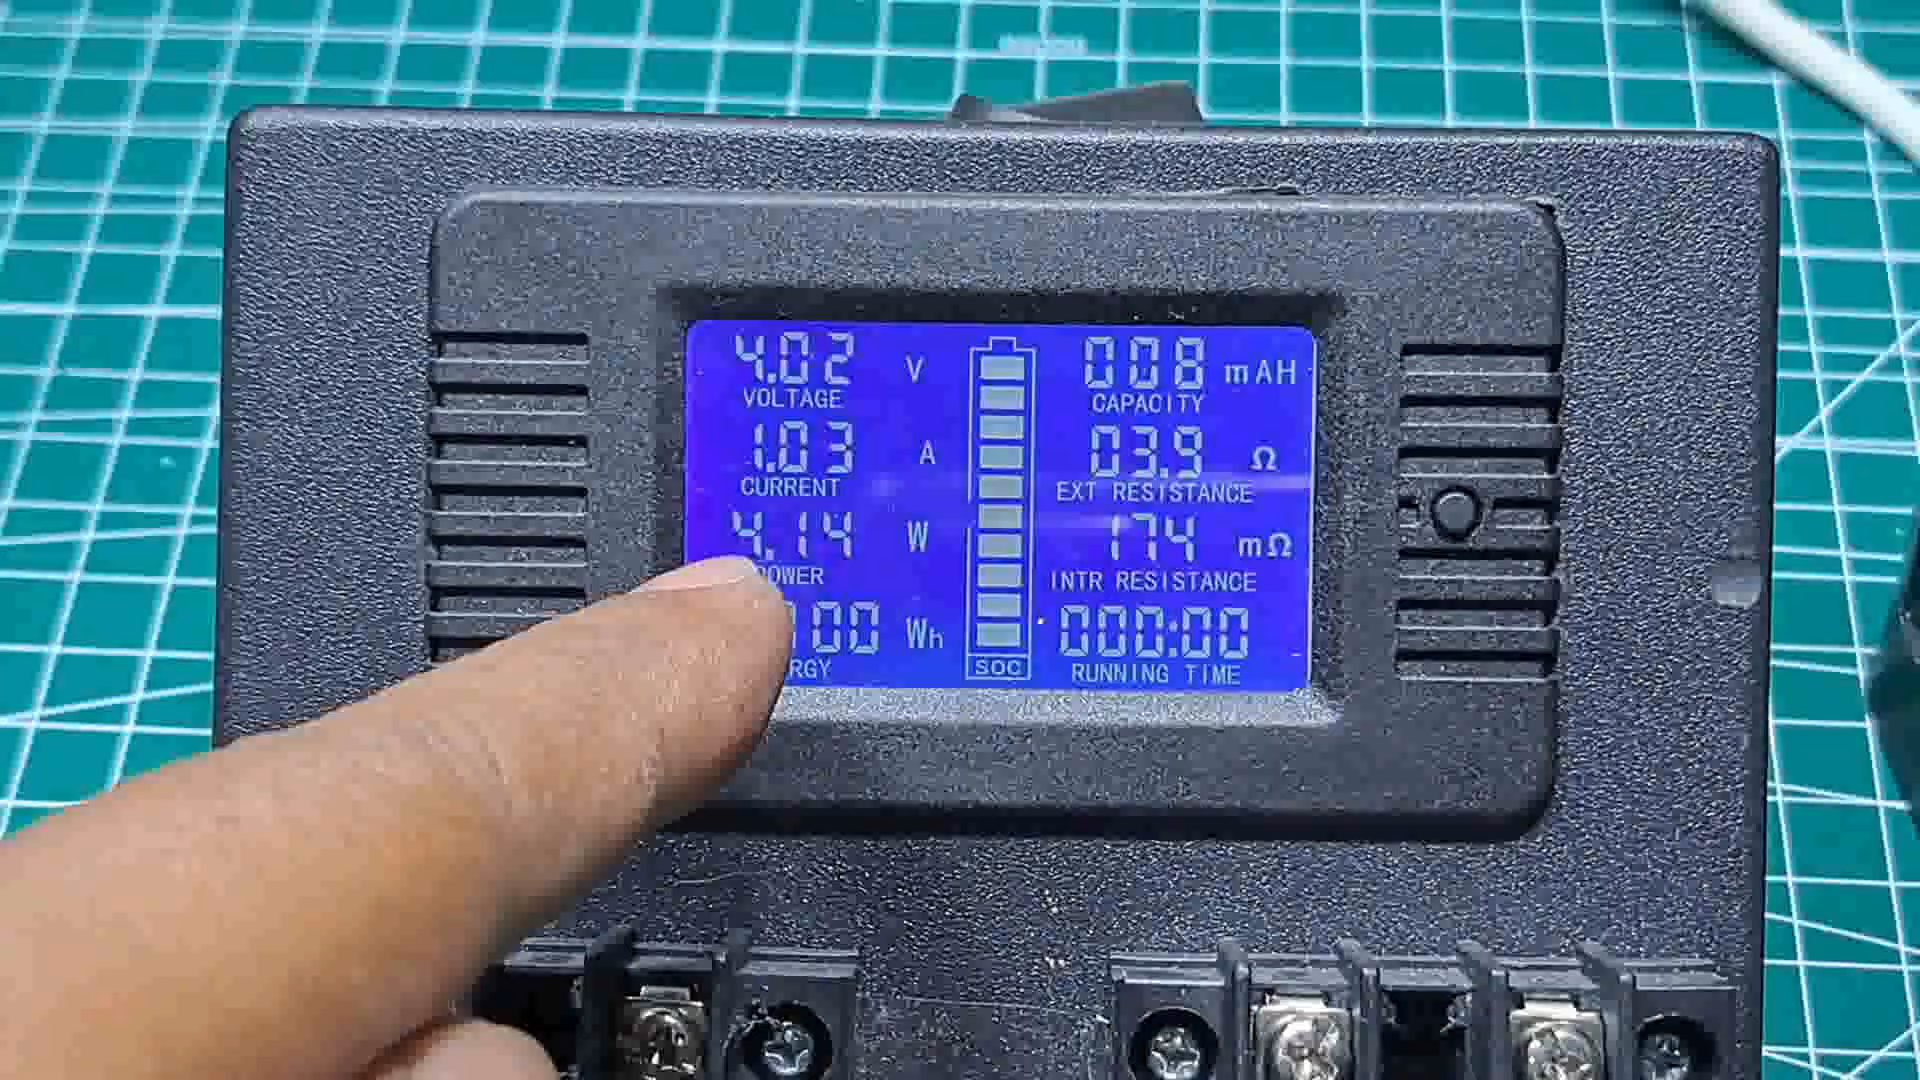 4.02 V
VOLTAGE
1.03 A
CURRENT
4.14 W
POWER
00 Wh
RGY
SOC
008 mAH
CAPACITY
03.9 Ω
EXT RESISTANCE
174 mΩ
INTR RESISTANCE
000:00
RUNNING TIME